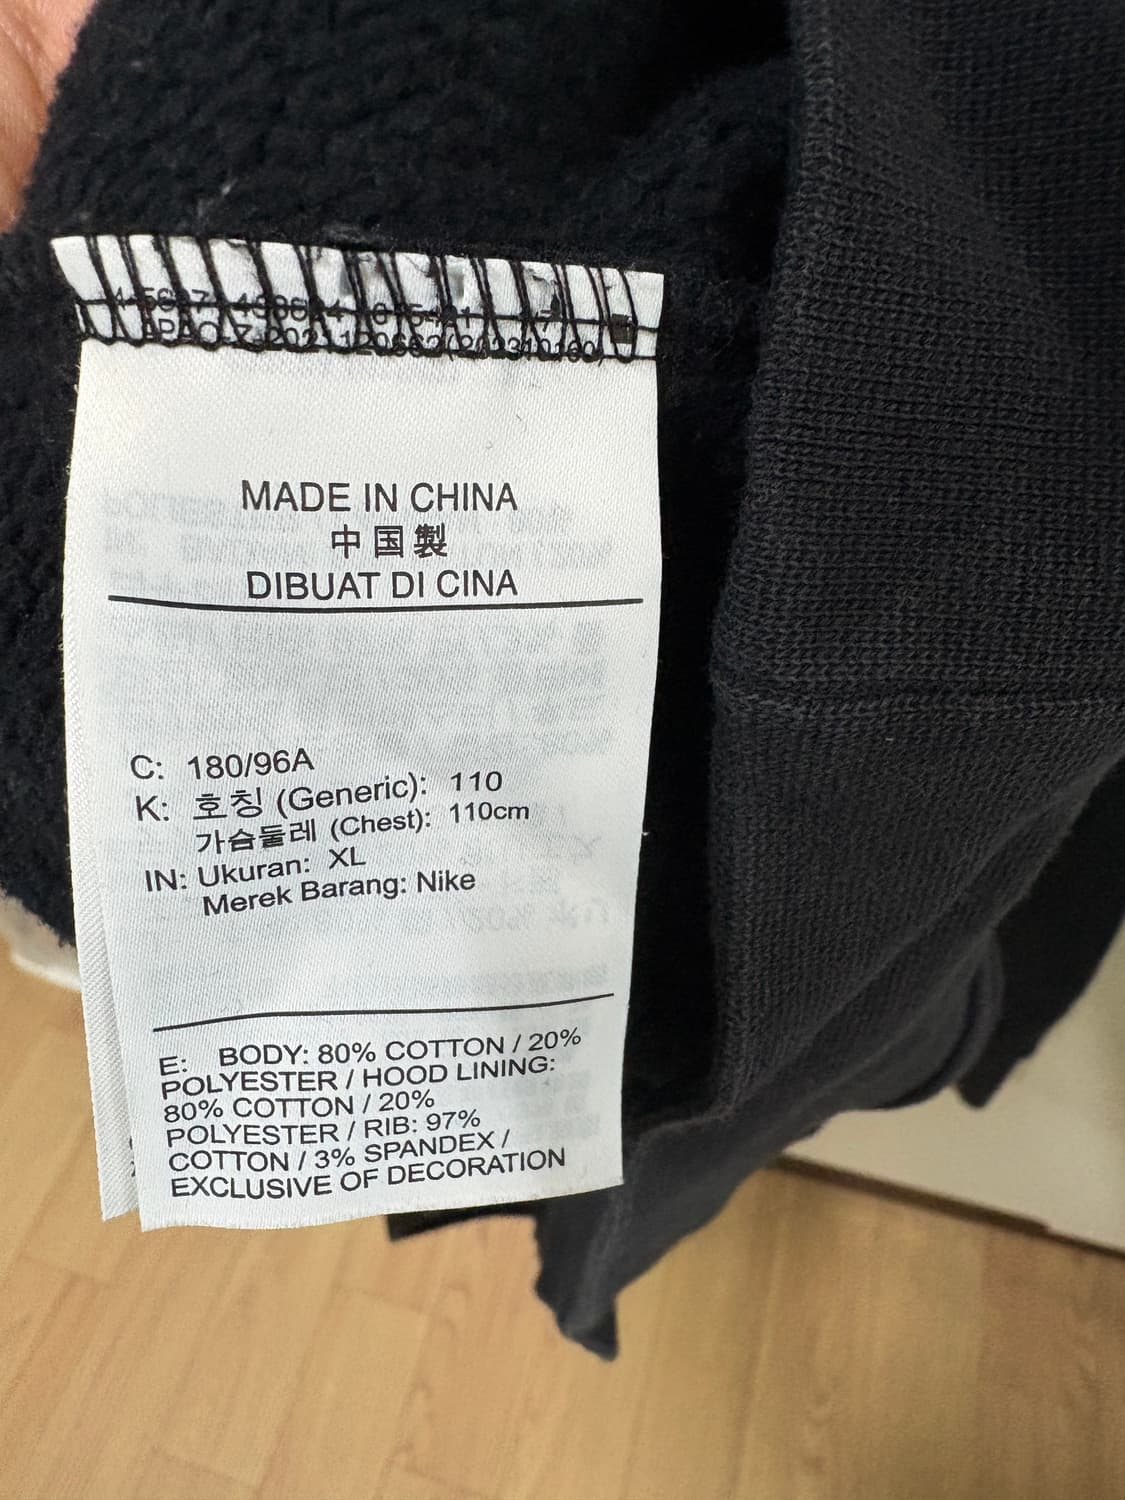 MADE IN CHINA
中国製
DIBUAT DI CINA
C: 180/96A
K: 호칭 (Generic): 110
가슴둘레 (Chest): 110cm
IN: Ukuran: XL
Merek Barang: Nike
E: BODY: 80% COTTON / 20%
POLYESTER / HOOD LINING:
80% COTTON / 20%
POLYESTER / RIB: 97%
COTTON / 3% SPANDEX /
EXCLUSIVE OF DECORATION